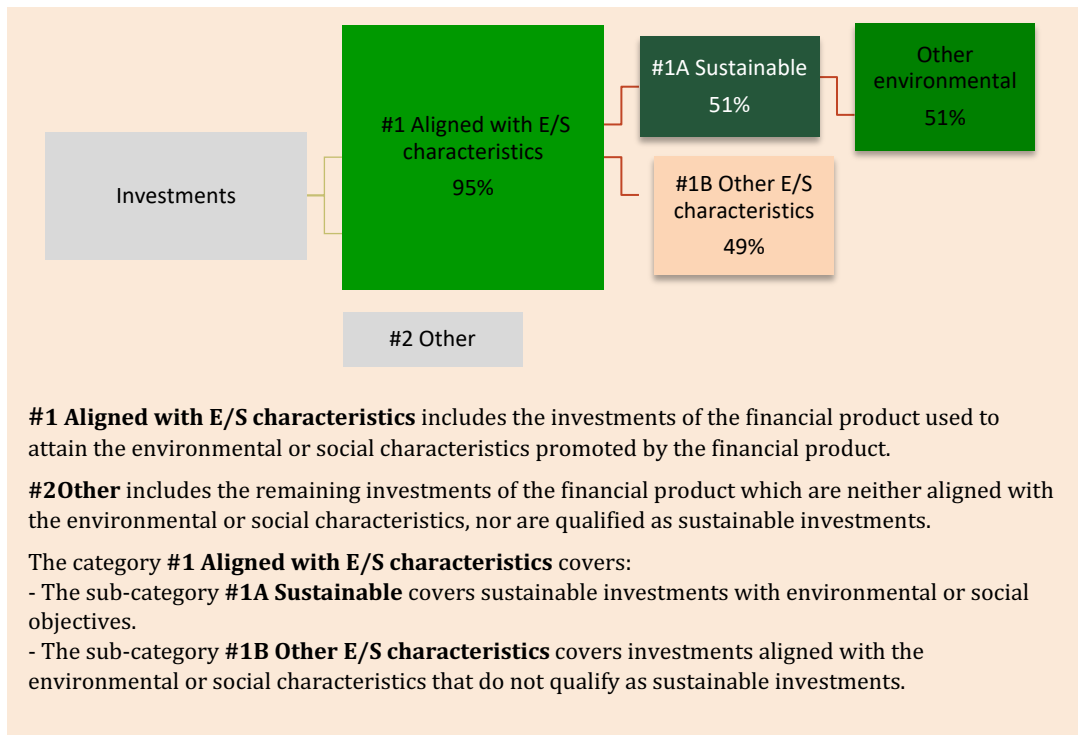 Investments
#1 Aligned with E/S
characteristics
95%
#1A Sustainable
51%
Other
environmental
51%
#1B Other E/S
characteristics
49%
#2 Other
#1 Aligned with E/S characteristics includes the investments of the financial product used to
attain the environmental or social characteristics promoted by the financial product.
#2Other includes the remaining investments of the financial product which are neither aligned with
the environmental or social characteristics, nor are qualified as sustainable investments.
The category #1 Aligned with E/S characteristics covers:
- The sub-category #1A Sustainable covers sustainable investments with environmental or social
objectives.
- The sub-category #1B Other E/S characteristics covers investments aligned with the
environmental or social characteristics that do not qualify as sustainable investments.